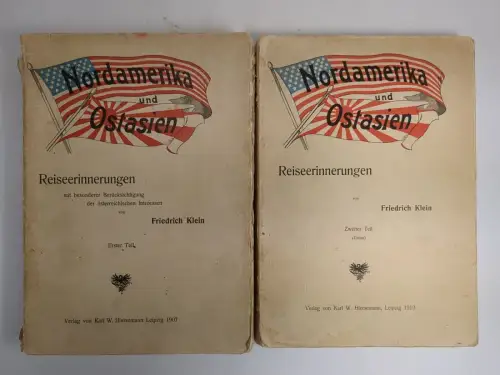 Nordamerika
und
Ostasien
Reiseerinnerungen
mit besonderer Berücksichtigung
der österreichischen Interessen
von
Friedrich Klein
Erster Teil.
Verlag von Karl W. Hiersemann Leipzig, 1907
Nordamerika
und
Ostasien
Reiseerinnerungen
von
Friedrich Klein
Zweiter Teil
Verlag von Karl W. Hiersemann, Leipzig